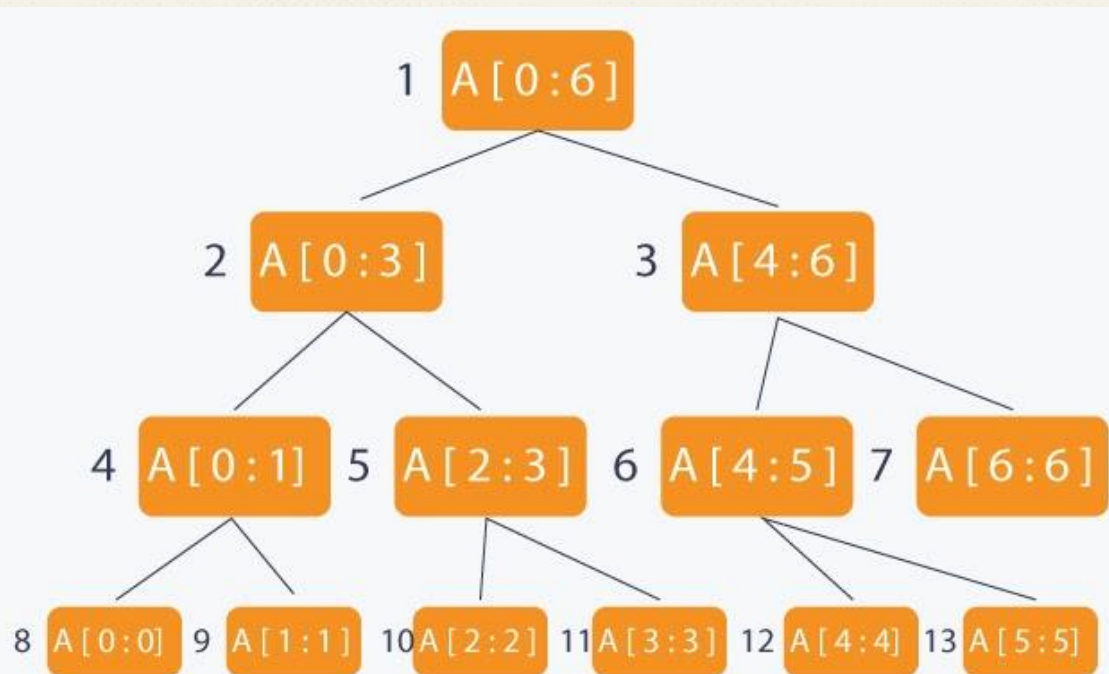 1 A [ 0 : 6 ]
2 A [ 0 : 3 ] 3 A [ 4 : 6 ]
4 A [ 0 : 1 ] 5 A [ 2 : 3 ] 6 A [ 4 : 5 ] 7 A [ 6 : 6 ]
8 A [ 0 : 0 ] 9 A [ 1 : 1 ] 10 A [ 2 : 2 ] 11 A [ 3 : 3 ] 12 A [ 4 : 4 ] 13 A [ 5 : 5 ]